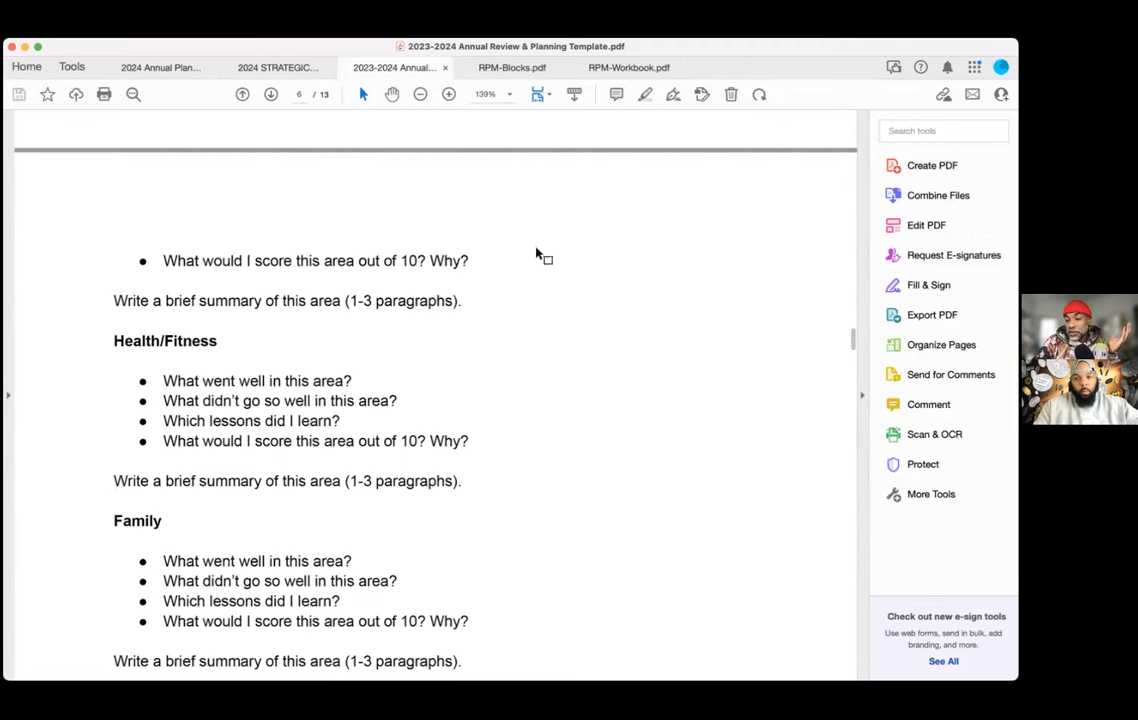 2023-2024 Annual Review & Planning Template.pdf
Home Tools 2024 Annual Plan... 2024 STRATEGIC... 2023-2024 Annual... × RPM-Blocks.pdf RPM-Workbook.pdf
6 / 13 139%
Search tools
Create PDF
Combine Files
Edit PDF
Request E-signatures
Fill & Sign
Export PDF
Organize Pages
Send for Comments
Comment
Scan & OCR
Protect
More Tools
Check out new e-sign tools
Use web forms, send in bulk, add
branding, and more.
See All
● What would I score this area out of 10? Why?
Write a brief summary of this area (1-3 paragraphs).
Health/Fitness
● What went well in this area?
● What didn't go so well in this area?
● Which lessons did I learn?
● What would I score this area out of 10? Why?
Write a brief summary of this area (1-3 paragraphs).
Family
● What went well in this area?
● What didn't go so well in this area?
● Which lessons did I learn?
● What would I score this area out of 10? Why?
Write a brief summary of this area (1-3 paragraphs).